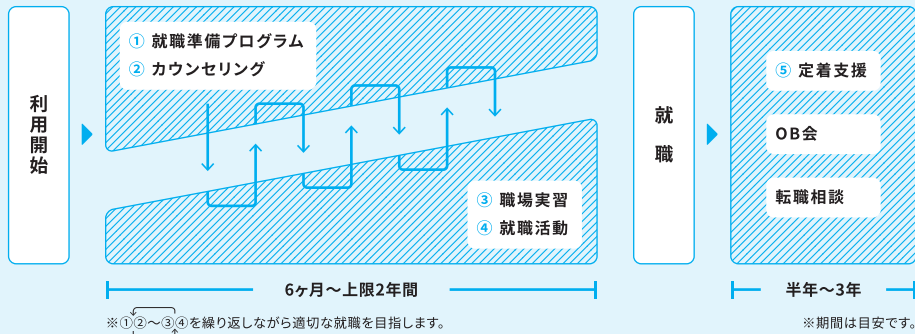 利用開始
① 就職準備プログラム
② カウンセリング
③ 職場実習
④ 就職活動
就職
⑤ 定着支援
OB会
転職相談
6ヶ月〜上限2年間
半年〜3年
※①②〜③④を繰り返しながら適切な就職を目指します。
※期間は目安です。